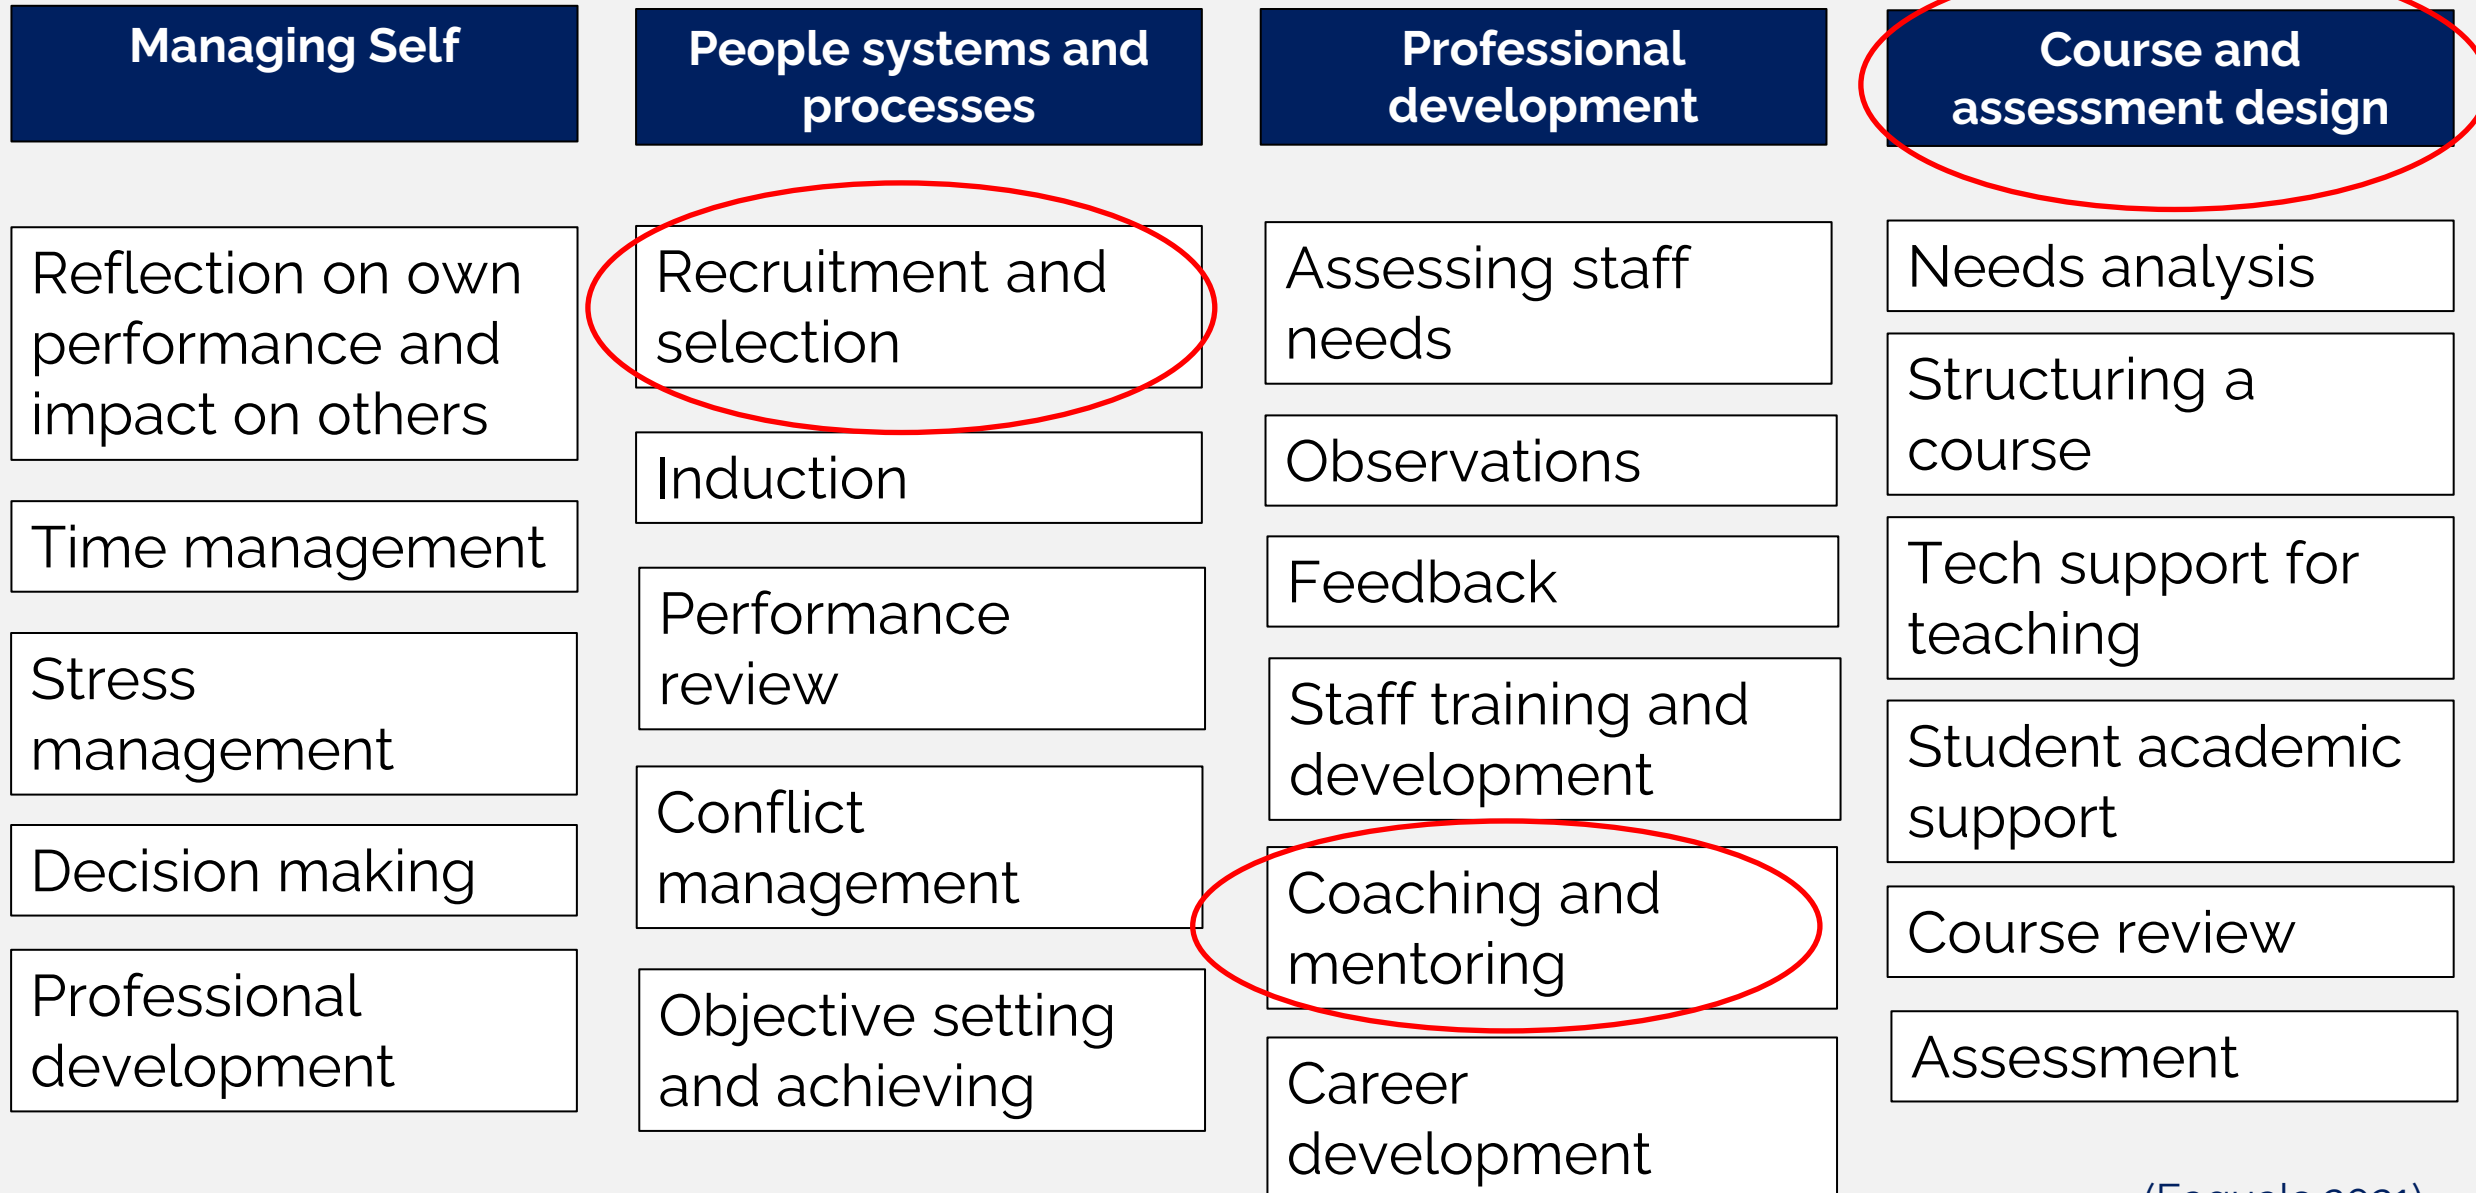 Managing Self
Reflection on own
performance and
impact on others
Time management
Stress
management
Decision making
Professional
development
People systems and
processes
Recruitment and
selection
Induction
Performance
review
Conflict
management
Objective setting
and achieving
Professional
development
Assessing staff
needs
Observations
Feedback
Staff training and
development
Coaching and
mentoring
Career
development
Course and
assessment design
Needs analysis
Structuring a
course
Tech support for
teaching
Student academic
support
Course review
Assessment
2021)